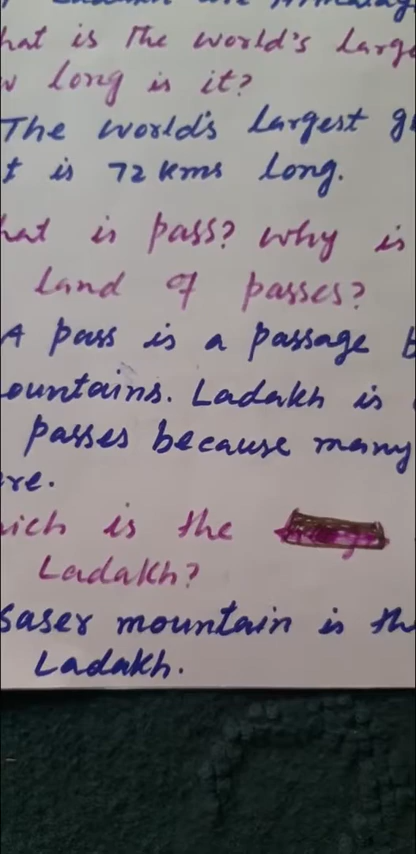 hat is the world's large
long is it?
The world's largest g
t is 72 kms long.
hat is pass? why is
land of passes?
A pass is a passage
ountains. Ladakh is
passes because many
re.
ich is the
Ladakh?
Saser mountain is th
Ladakh.